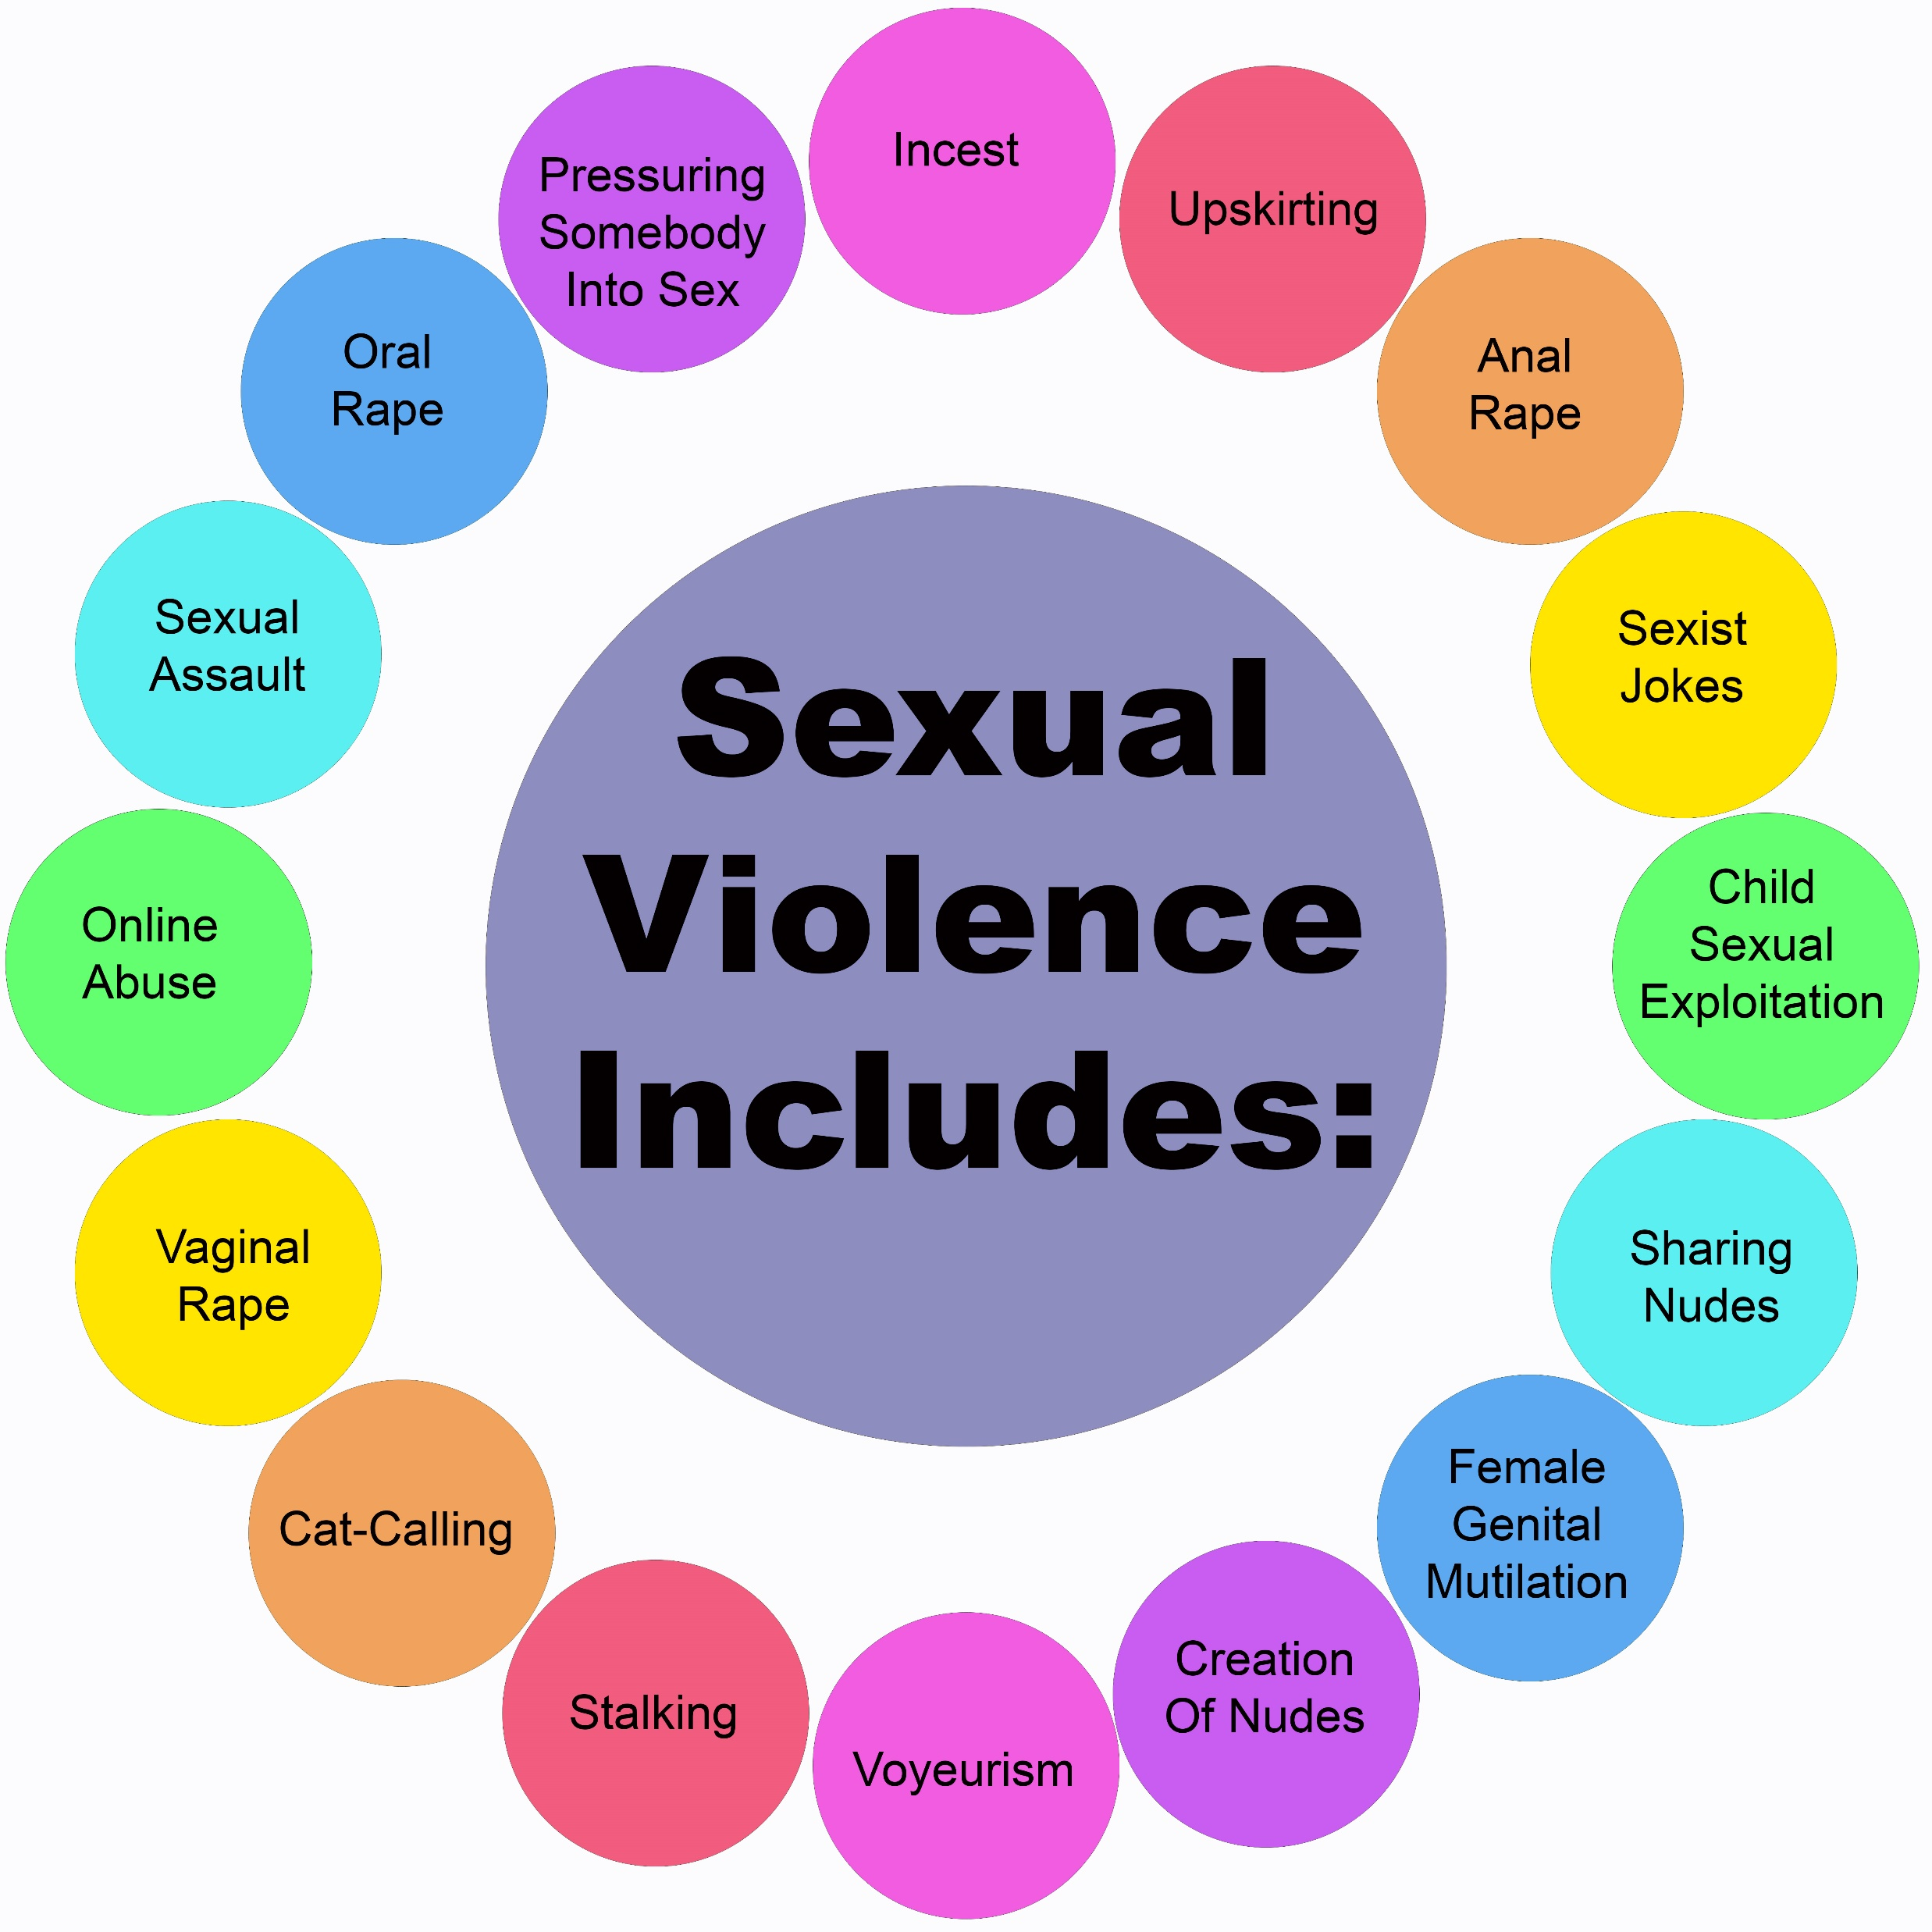 Sexual
Violence
Includes:
Incest
Upskirting
Anal
Rape
Sexist
Jokes
Child
Sexual
Exploitation
Sharing
Nudes
Female
Genital
Mutilation
Creation
Of Nudes
Voyeurism
Stalking
Cat-Calling
Vaginal
Rape
Online
Abuse
Sexual
Assault
Oral
Rape
Pressuring
Somebody
Into Sex